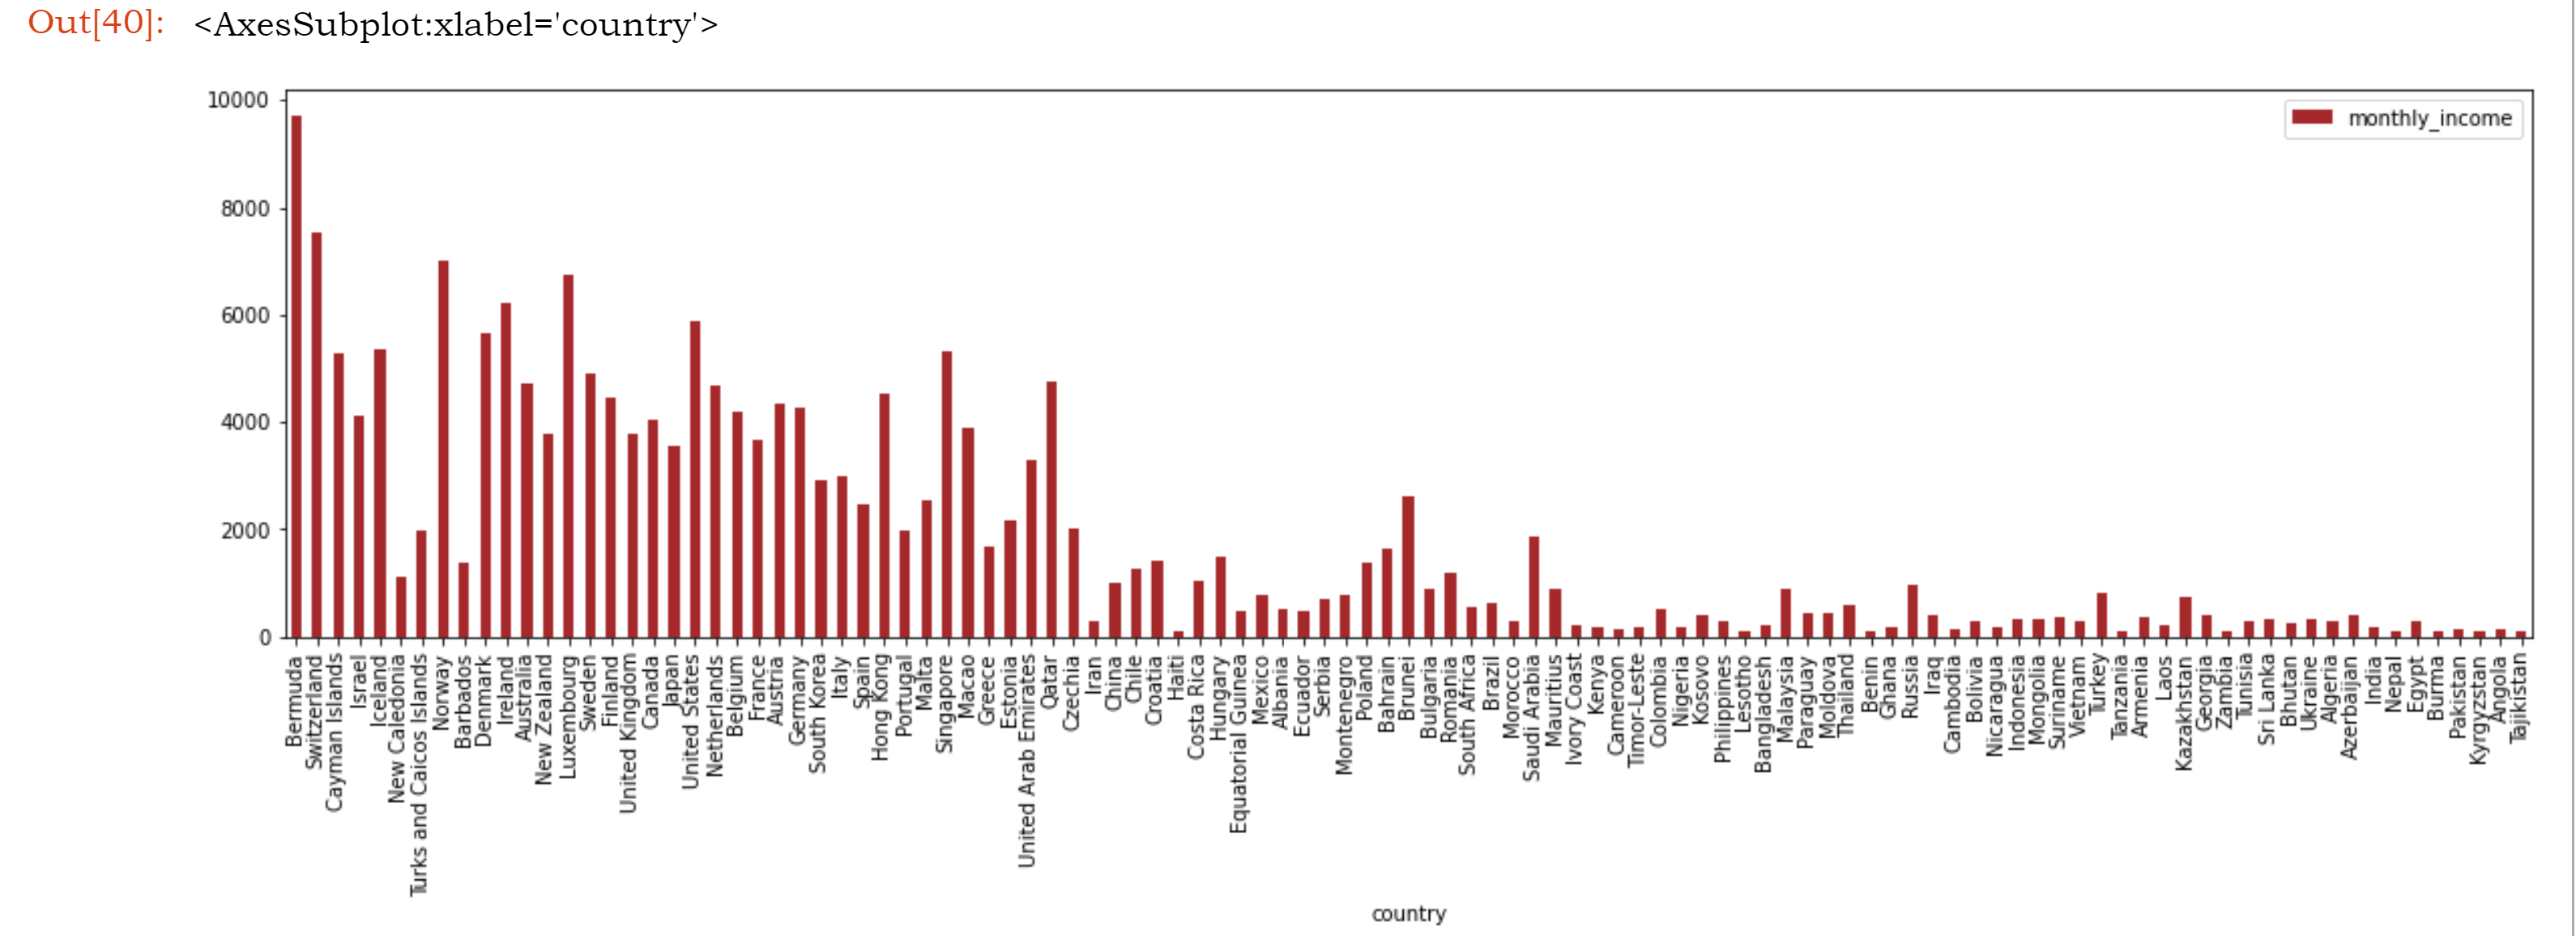 Out[40]: <AxesSubplot:xlabel='country'>
monthly_income
10000
8000
6000
4000
2000
0
Bermuda
Switzerland
Cayman Islands
Israel
Iceland
New Caledonia
Turks and Caicos Islands
Norway
Barbados
Denmark
Ireland
Australia
New Zealand
Luxembourg
Sweden
Finland
United Kingdom
Canada
Japan
United States
Netherlands
Belgium
France
Austria
Germany
South Korea
Italy
Spain
Hong Kong
Portugal
Malta
Singapore
Macao
Greece
Estonia
United Arab Emirates
Qatar
Czechia
Iran
China
Chile
Croatia
Haiti
Costa Rica
Hungary
Equatorial Guinea
Mexico
Albania
Ecuador
Serbia
Montenegro
Poland
Bahrain
Brunei
Bulgaria
Romania
South Africa
Brazil
Morocco
Saudi Arabia
Mauritius
Ivory Coast
Kenya
Cameroon
Timor-Leste
Colombia
Nigeria
Kosovo
Philippines
Lesotho
Bangladesh
Malaysia
Paraguay
Moldova
Thailand
Benin
Ghana
Russia
Iraq
Cambodia
Bolivia
Nicaragua
Indonesia
Mongolia
Suriname
Vietnam
Turkey
Tanzania
Armenia
Laos
Kazakhstan
Georgia
Zambia
Tunisia
Sri Lanka
Bhutan
Ukraine
Algeria
Azerbaijan
India
Nepal
Egypt
Burma
Pakistan
Kyrgyzstan
Angola
Tajikistan
country